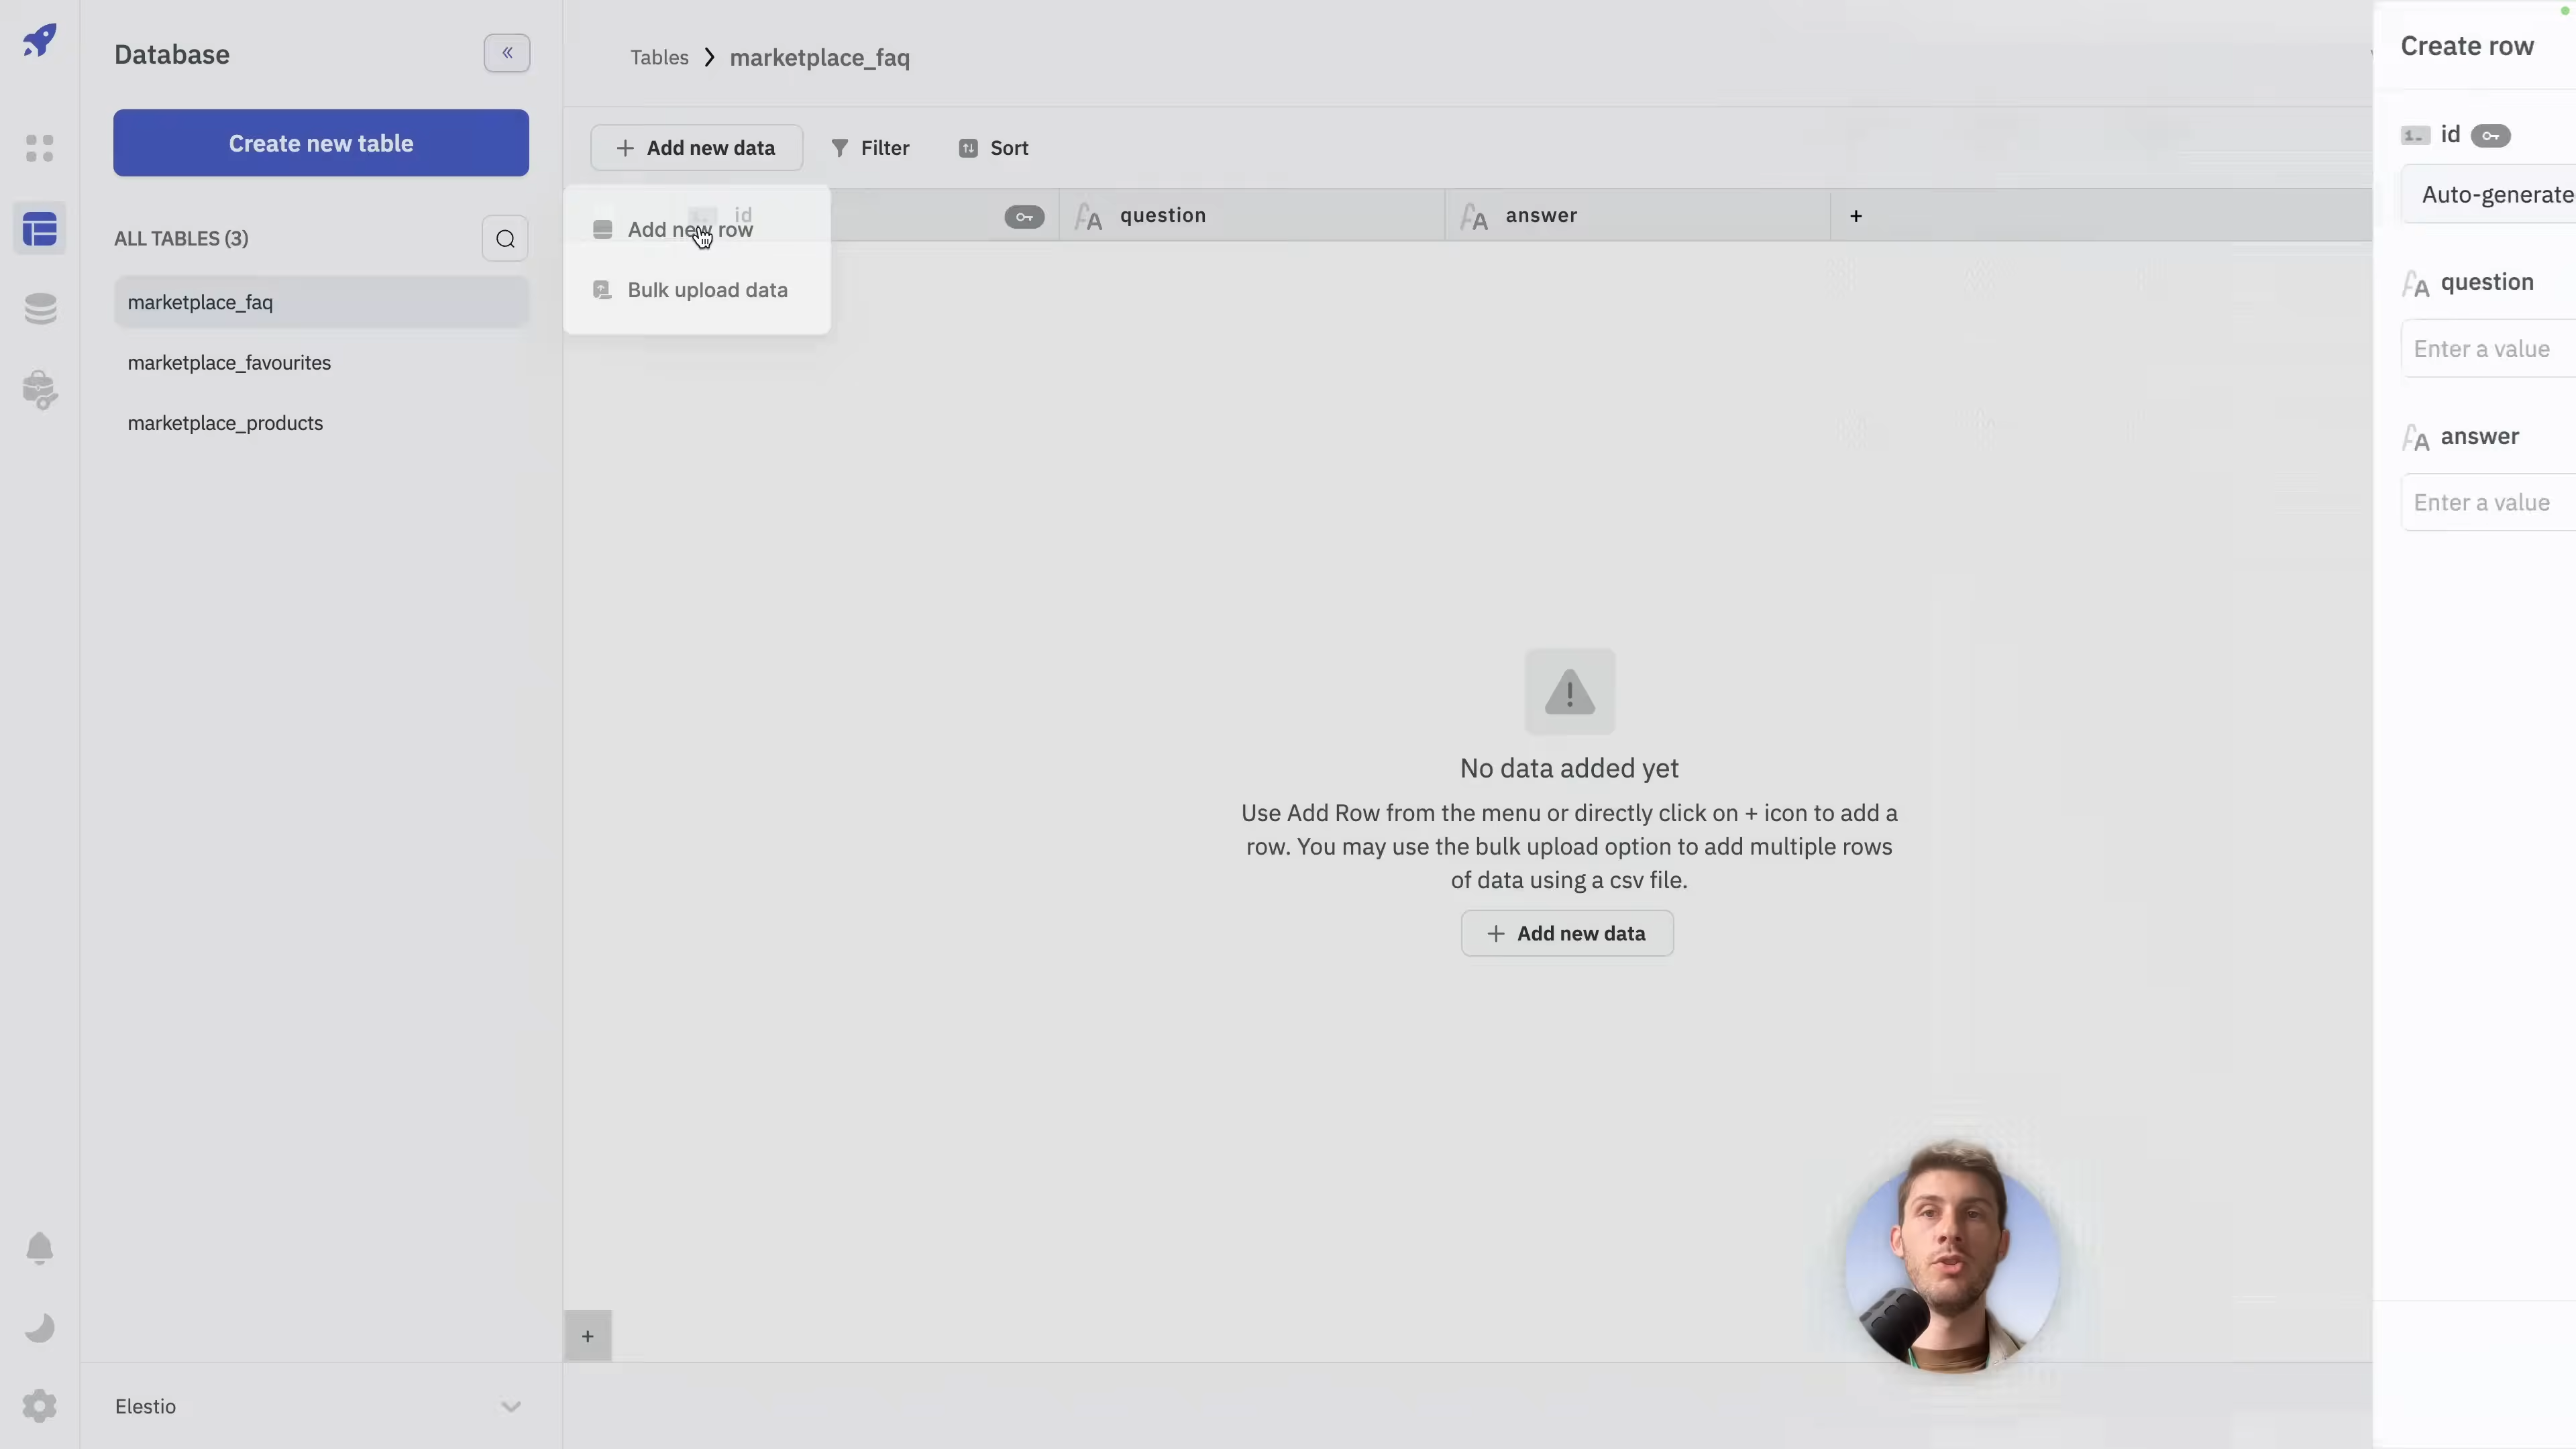 Database
Create new table
ALL TABLES (3)
marketplace_faq
marketplace_favourites
marketplace_products
Elestio
Tables
marketplace_faq
Add new data
Filter
Sort
id
question
answer
+
Add new row
Bulk upload data
No data added yet
Use Add Row from the menu or directly click on + icon to add a
row. You may use the bulk upload option to add multiple rows
of data using a csv file.
Add new data
+
Create row
id
Auto-generate
question
Enter a value
answer
Enter a value